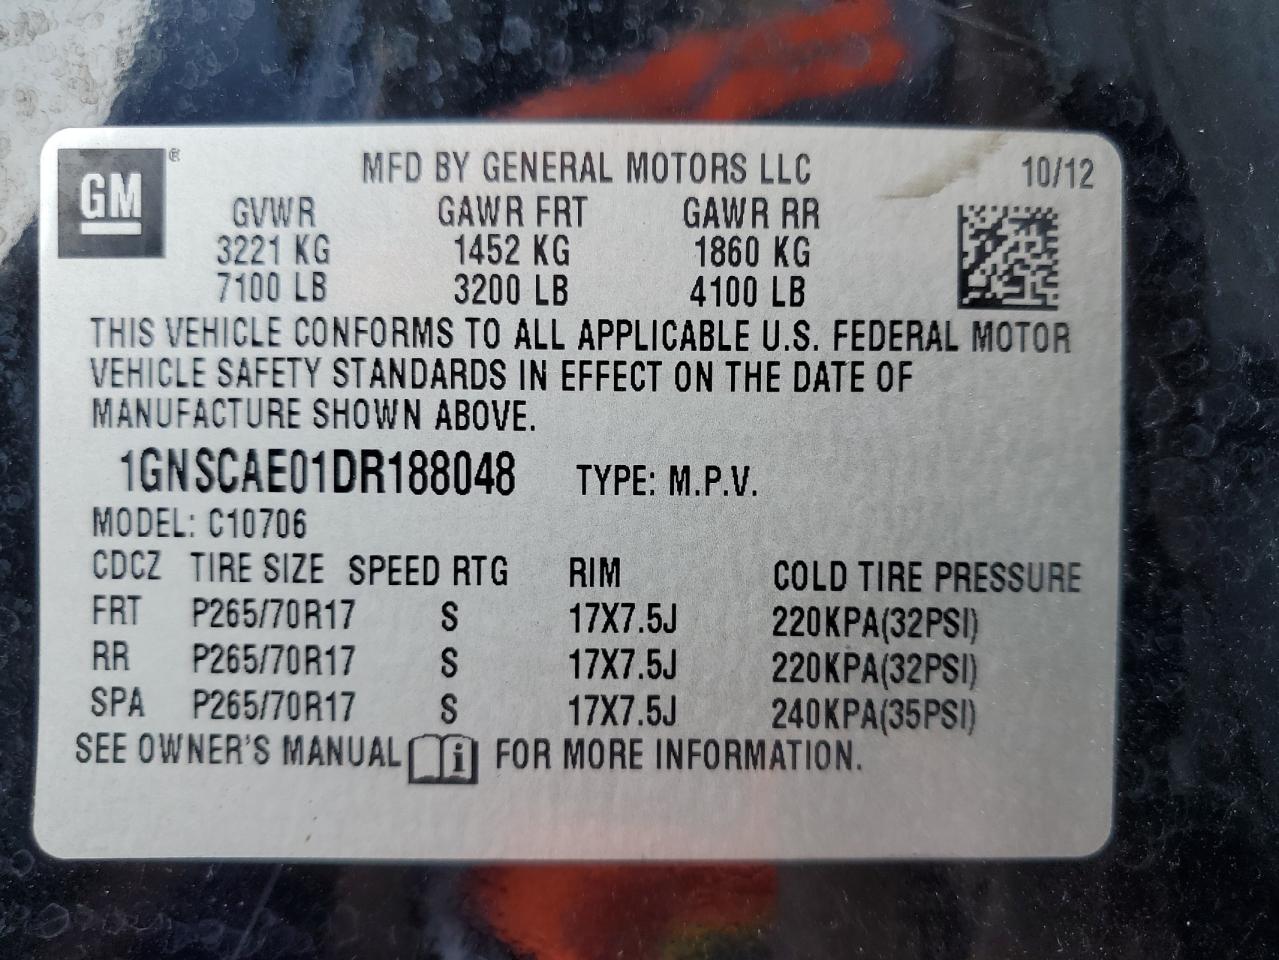 GM ® MFD BY GENERAL MOTORS LLC 10/12
GVWR GAWR FRT GAWR RR
3221 KG 1452 KG 1860 KG
7100 LB 3200 LB 4100 LB
THIS VEHICLE CONFORMS TO ALL APPLICABLE U.S. FEDERAL MOTOR
VEHICLE SAFETY STANDARDS IN EFFECT ON THE DATE OF
MANUFACTURE SHOWN ABOVE.
1GNSCAE01DR188048 TYPE: M.P.V.
MODEL: C10706
CDCZ TIRE SIZE SPEED RTG RIM COLD TIRE PRESSURE
FRT P265/70R17 S 17X7.5J 220KPA(32PSI)
RR P265/70R17 S 17X7.5J 220KPA(32PSI)
SPA P265/70R17 S 17X7.5J 240KPA(35PSI)
SEE OWNER'S MANUAL i FOR MORE INFORMATION.